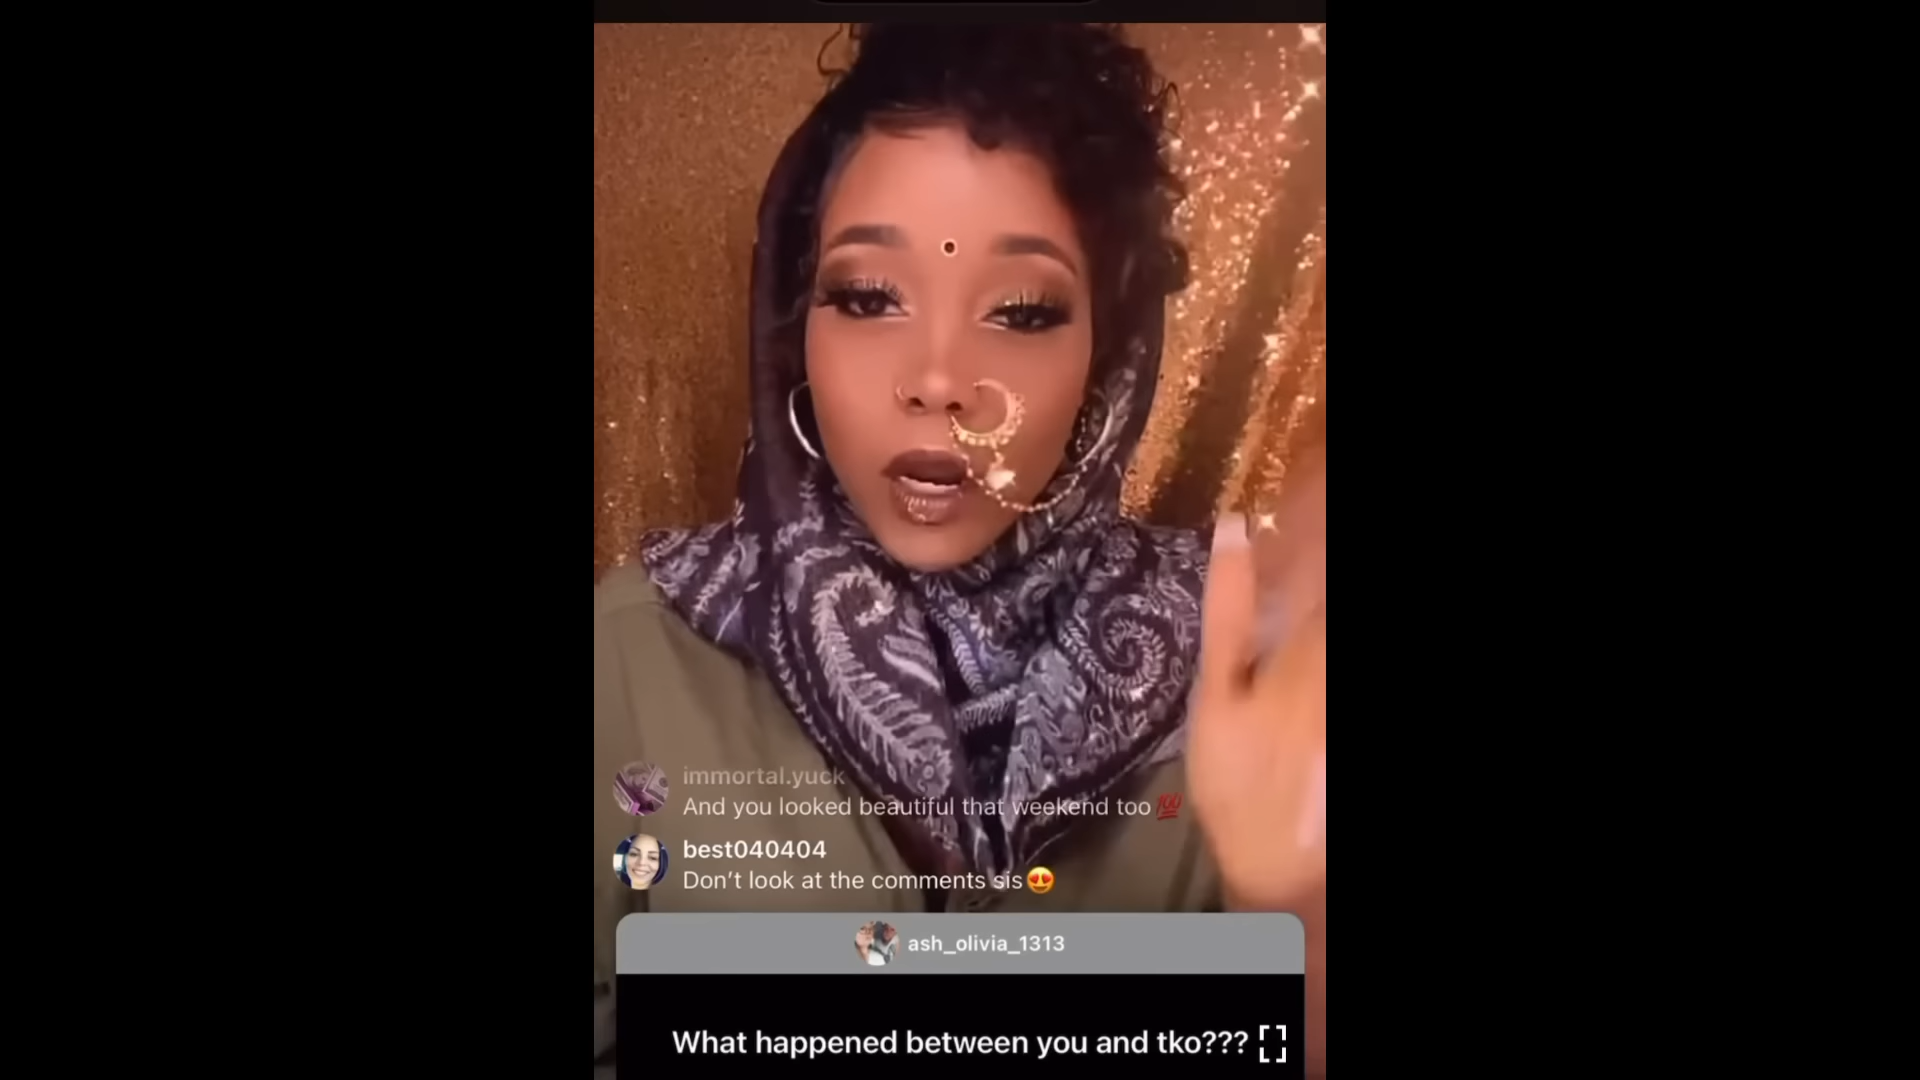 immortal.yuck
And you looked beautiful that weekend too 💯
best040404
Don’t look at the comments sis😍
ash_olivia_1313
What happened between you and tko???